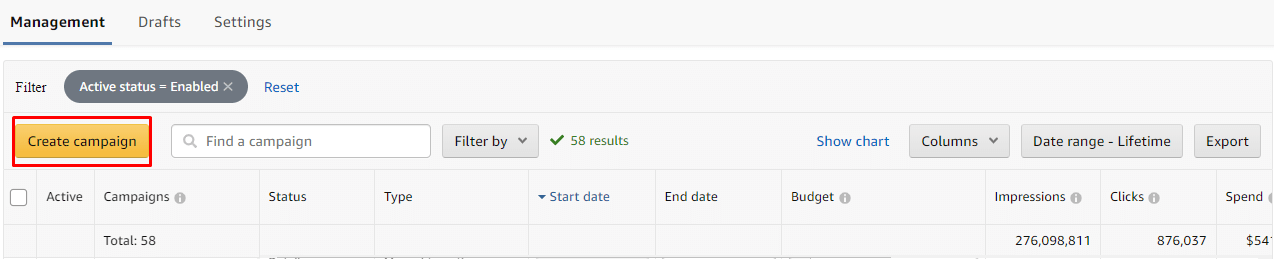 Management Drafts Settings
Filter Active status = Enabled × Reset
Create campaign Find a campaign Filter by 58 results Show chart Columns Date range - Lifetime Export
Active Campaigns Status Type Start date End date Budget Impressions Clicks Spend
Total: 58 276,098,811 876,037